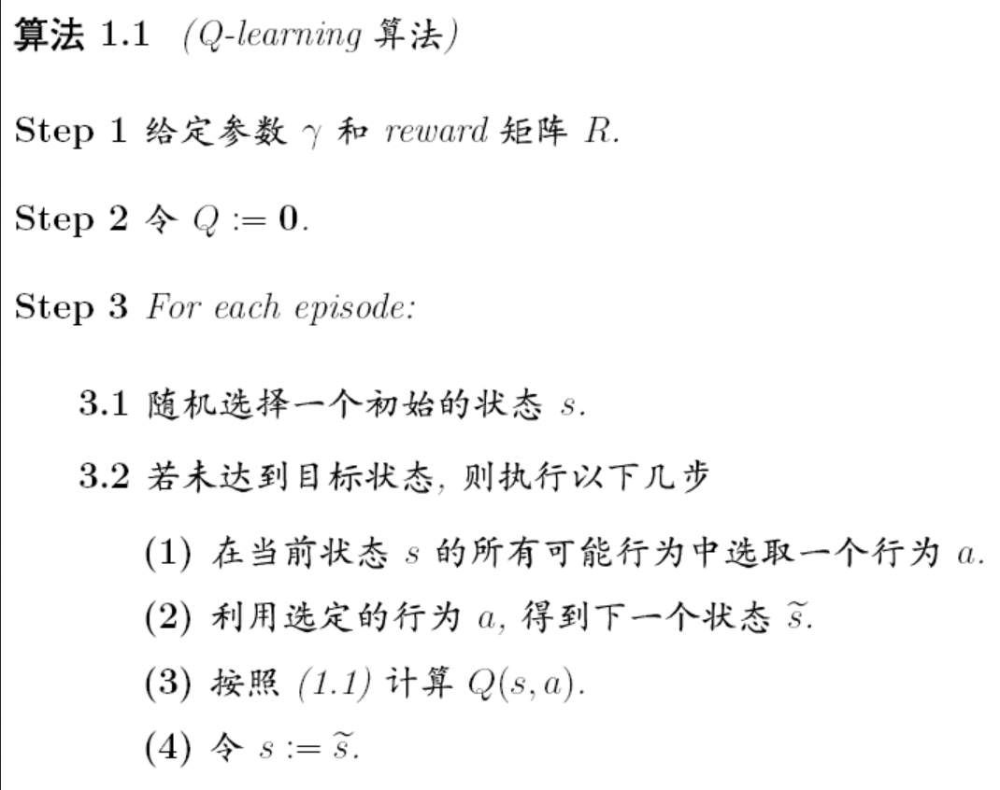 算法 1.1 (Q-learning 算法)
Step 1 给定参数 γ 和 reward 矩阵 R.
Step 2 令 Q := 0.
Step 3 For each episode:
3.1 随机选择一个初始的状态 s.
3.2 若未达到目标状态, 则执行以下几步
(1) 在当前状态 s 的所有可能行为中选取一个行为 a.
(2) 利用选定的行为 a, 得到下一个状态 s̃.
(3) 按照 (1.1) 计算 Q(s, a).
(4) 令 s := s̃.